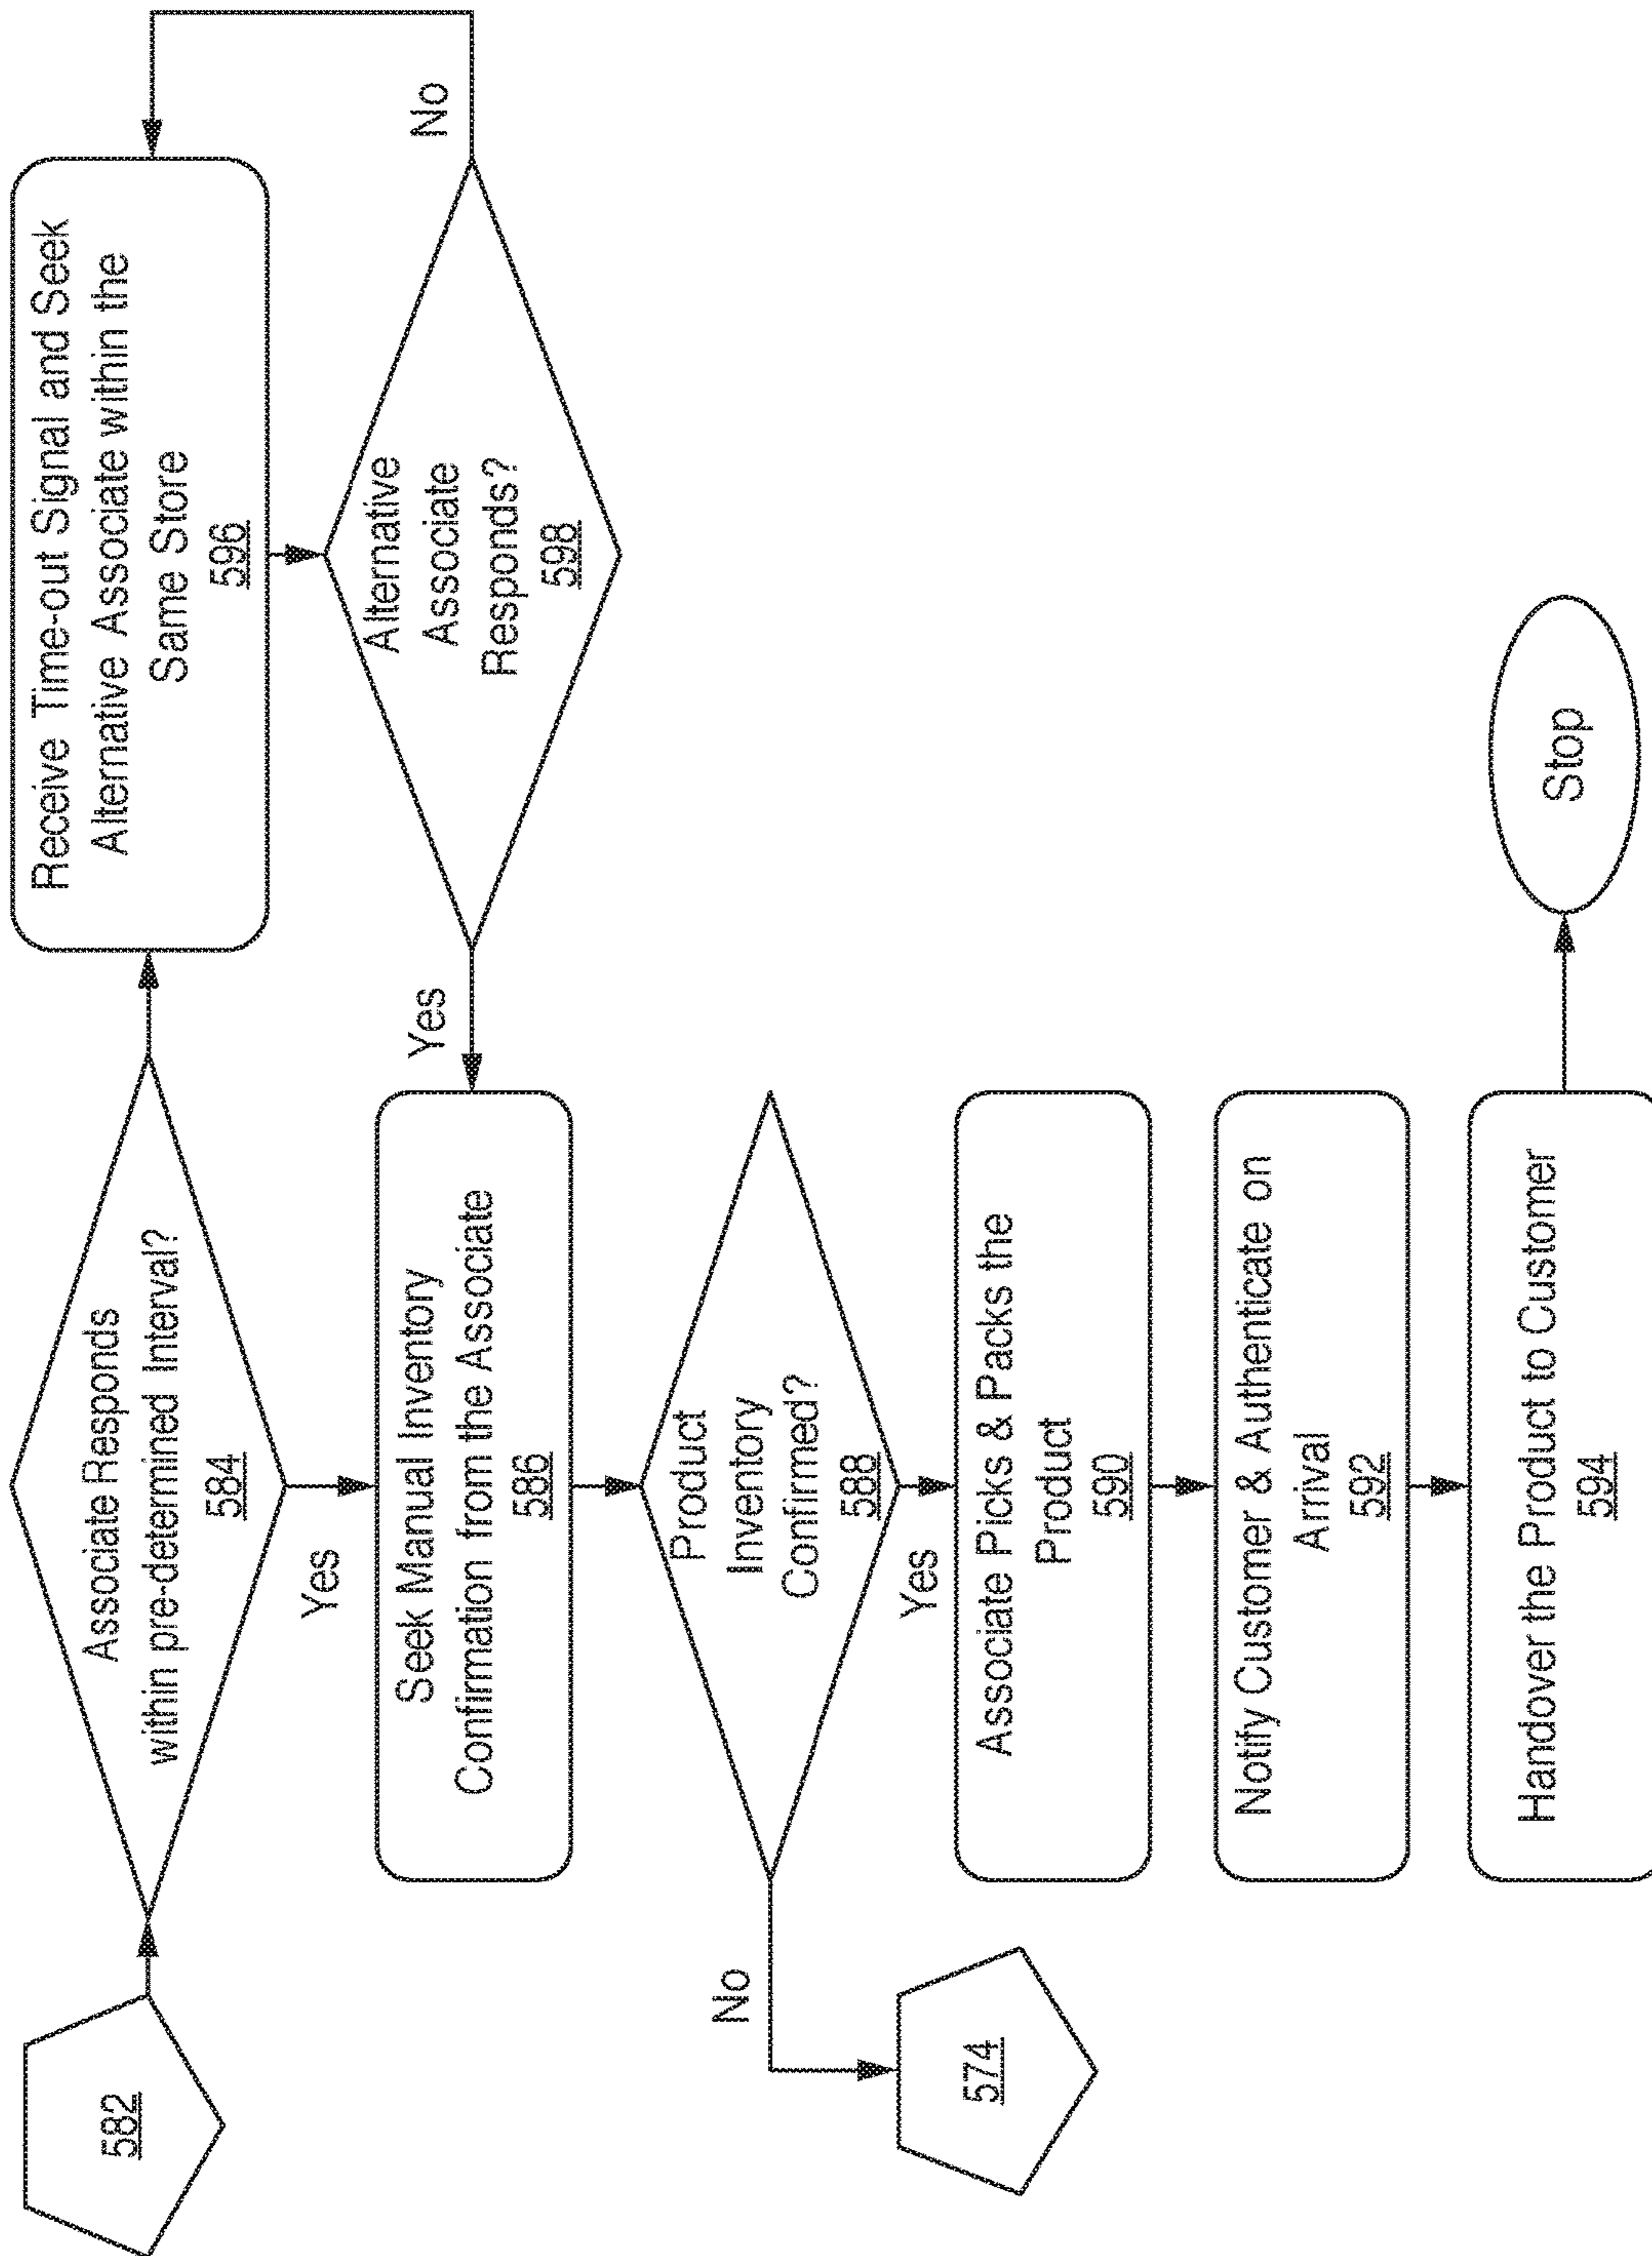 582
Associate Responds
within pre-determined Interval?
584
Receive Time-out Signal and Seek
Alternative Associate within the
Same Store
596
Yes
Seek Manual Inventory
Confirmation from the Associate
586
Yes
Alternative
Associate
Responds?
598
No
Product
Inventory
Confirmed?
588
No
574
Yes
Associate Picks & Packs the
Product
590
Notify Customer & Authenticate on
Arrival
592
Handover the Product to Customer
594
Stop